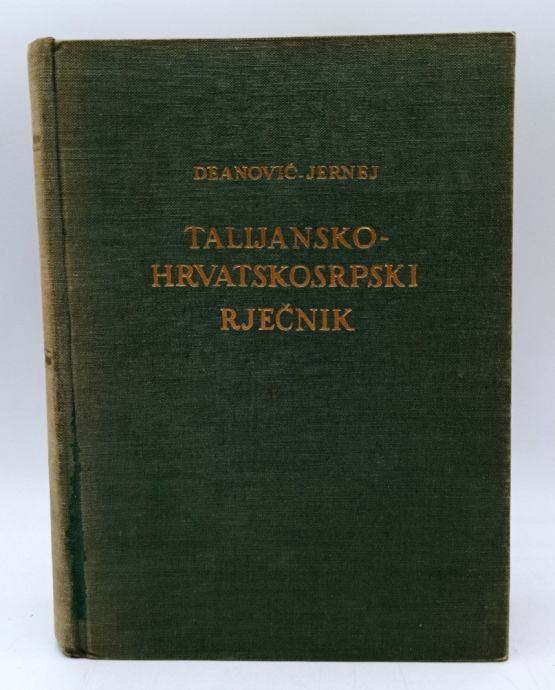 DEANOVIĆ-JERNEJ
TALIJANSKO-
HRVATSKOSRPSKI
RJEČNIK